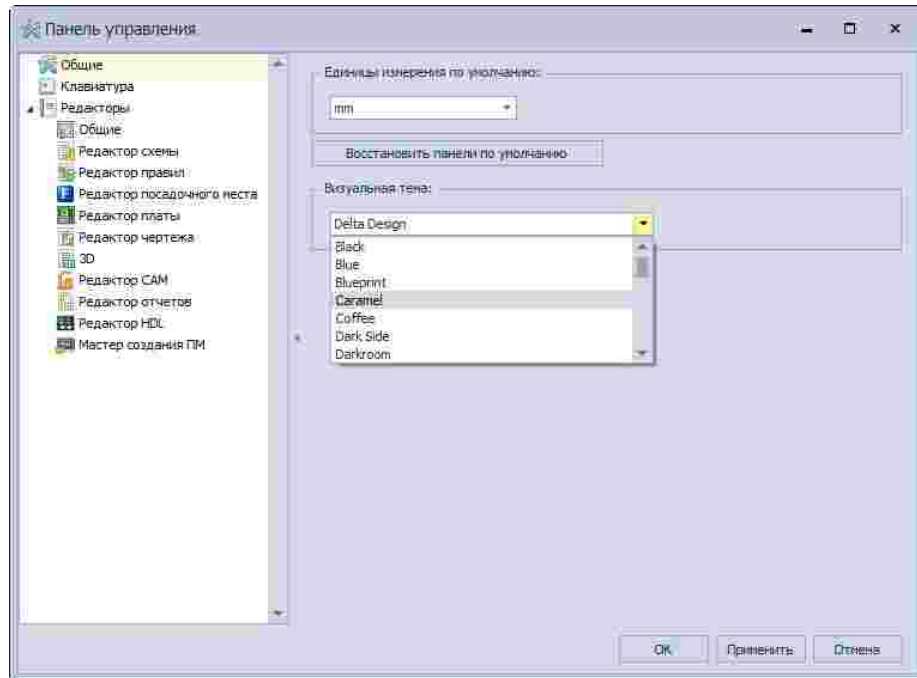 Панель управления
Общие
Клавиатура
Редакторы
Общие
Редактор схемы
Редактор правил
Редактор посадочного места
Редактор платы
Редактор чертежа
3D
Редактор CAM
Редактор отчетов
Редактор HDL
Мастер создания ПМ
Единицы измерения по умолчанию:
mm
Восстановить панели по умолчанию
Визуальная тема:
Delta Design
Black
Blue
Blueprint
Caramel
Coffee
Dark Side
Darkroom
OK
Применить
Отмена